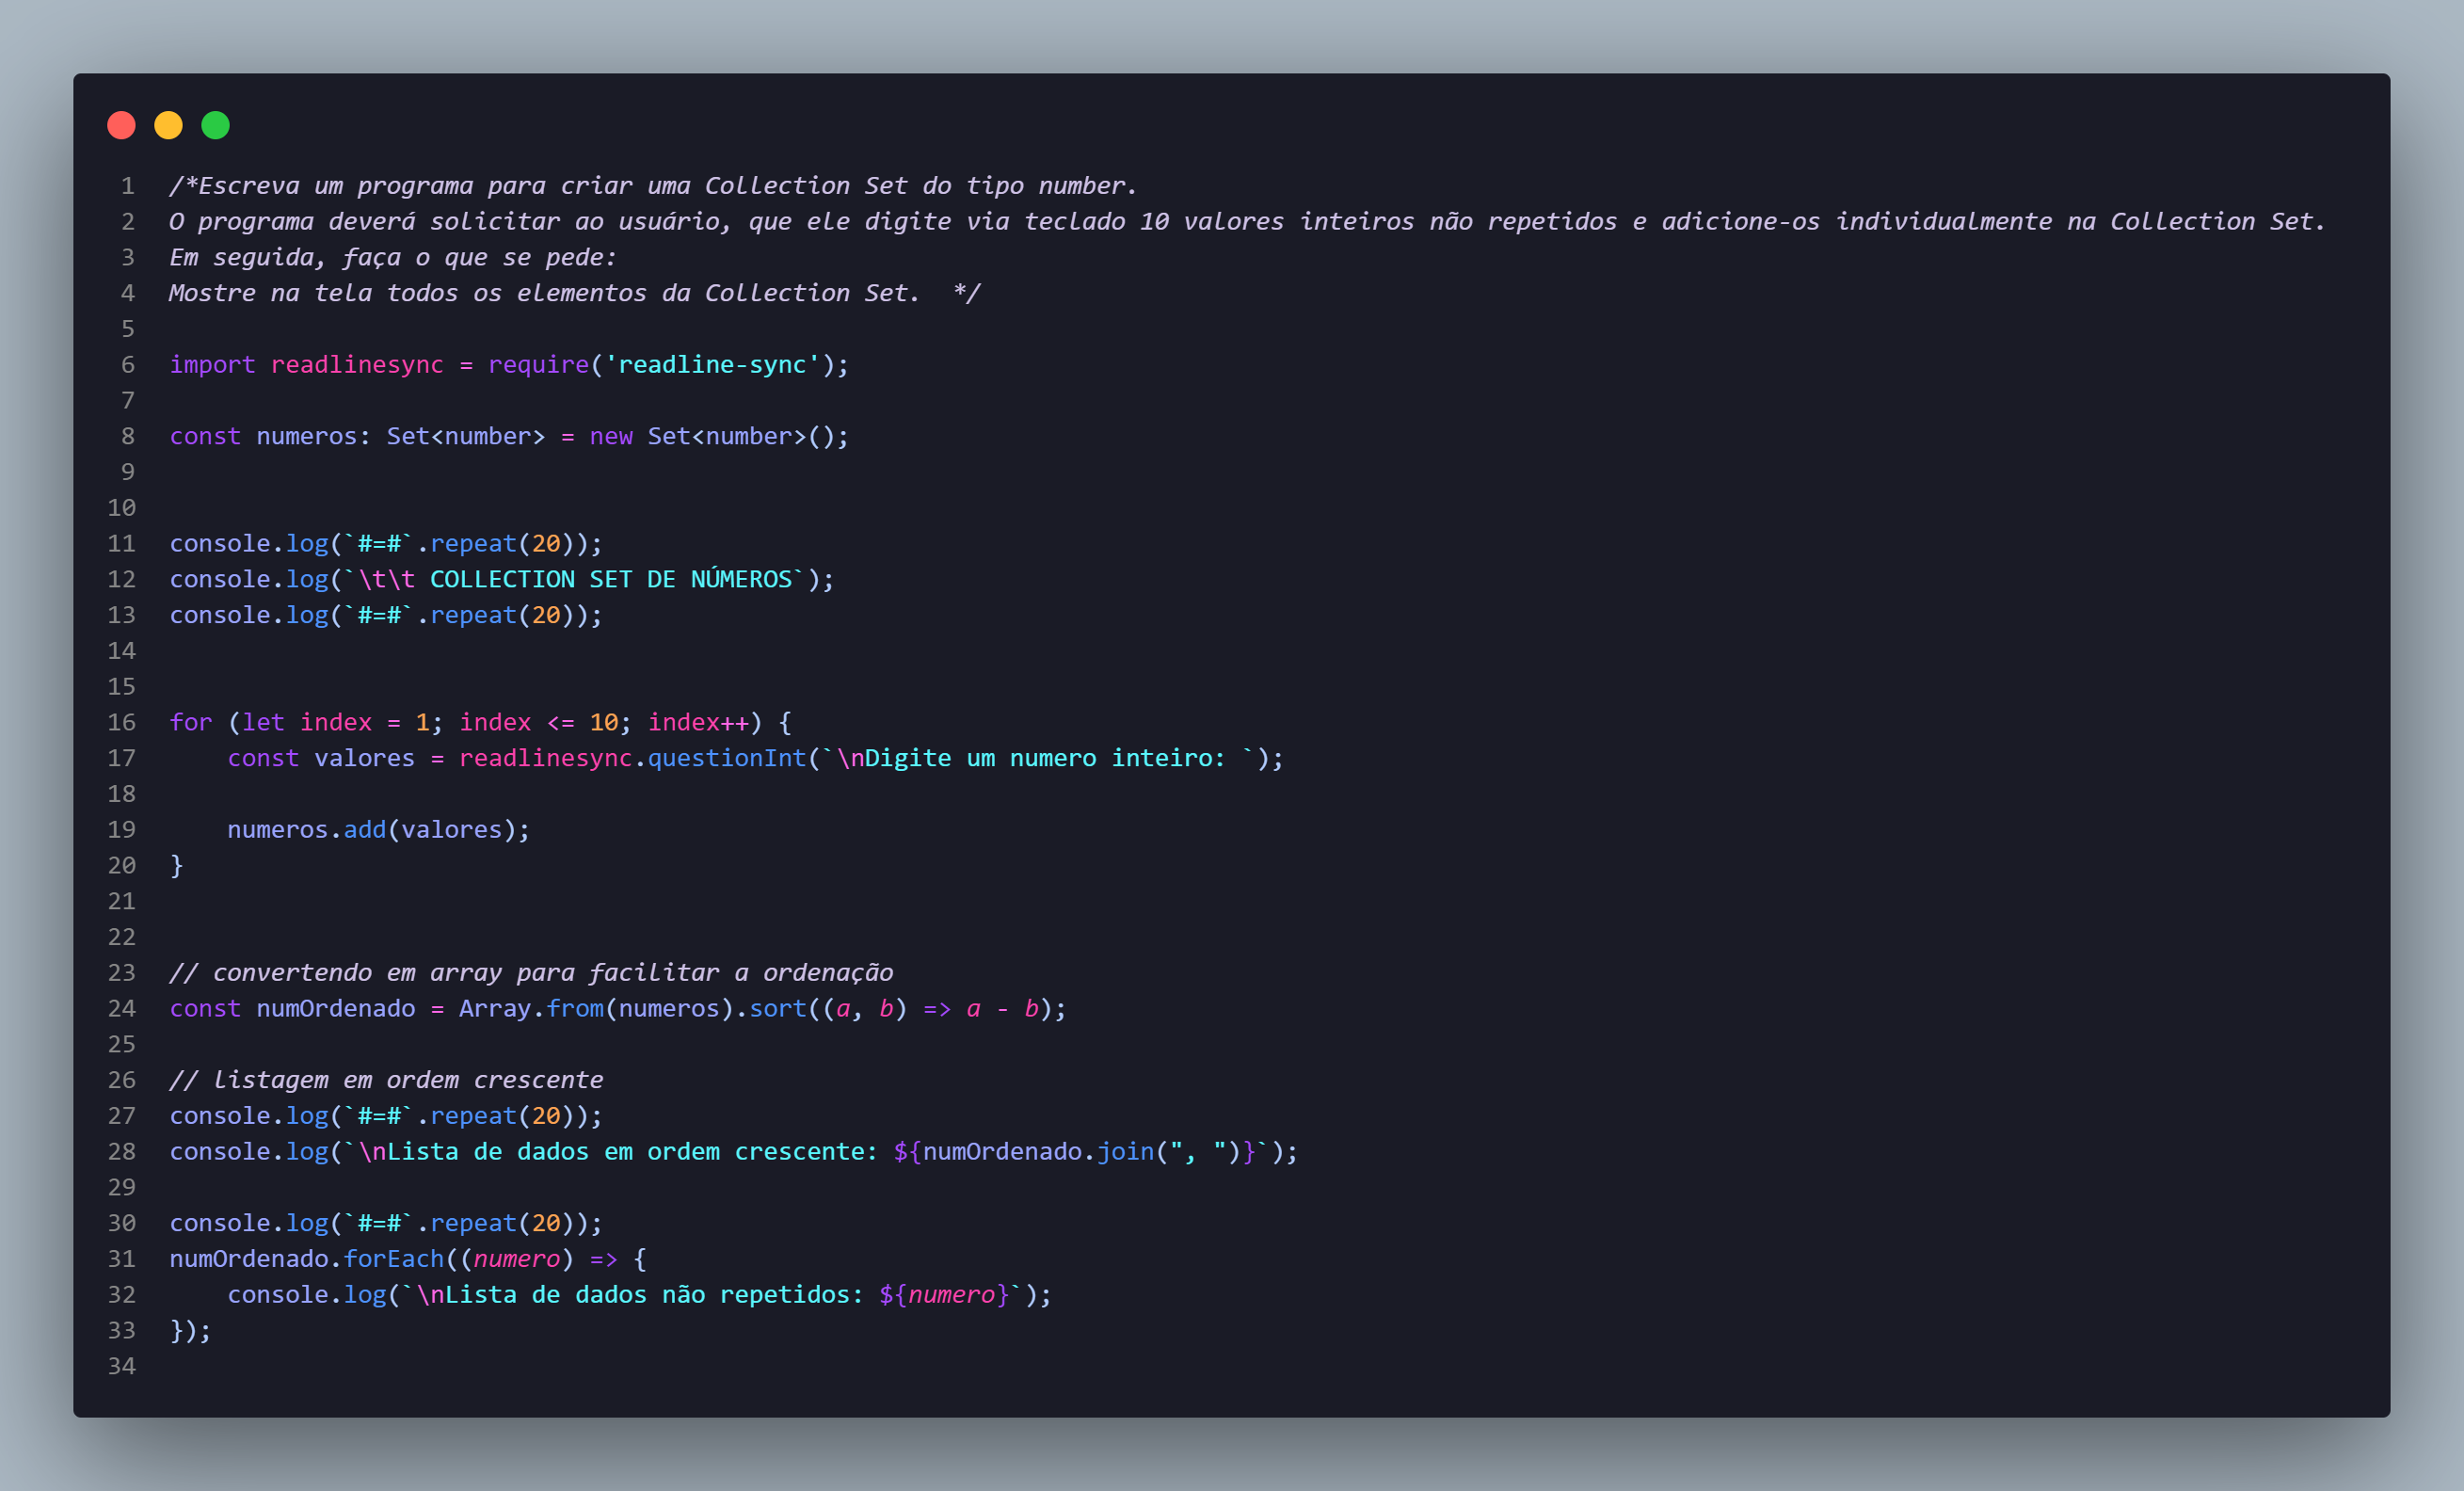 1 /*Escreva um programa para criar uma Collection Set do tipo number.
2 O programa deverá solicitar ao usuário, que ele digite via teclado 10 valores inteiros não repetidos e adicione-os individualmente na Collection Set.
3 Em seguida, faça o que se pede:
4 Mostre na tela todos os elementos da Collection Set.  */
5
6 import readlinesync = require('readline-sync');
7
8 const numeros: Set<number> = new Set<number>();
9
10
11 console.log(`#=#`.repeat(20));
12 console.log(`\t\t COLLECTION SET DE NÚMEROS`);
13 console.log(`#=#`.repeat(20));
14
15
16 for (let index = 1; index <= 10; index++) {
17     const valores = readlinesync.questionInt(`\nDigite um numero inteiro: `);
18
19     numeros.add(valores);
20 }
21
22
23 // convertendo em array para facilitar a ordenação
24 const numOrdenado = Array.from(numeros).sort((a, b) => a - b);
25
26 // listagem em ordem crescente
27 console.log(`#=#`.repeat(20));
28 console.log(`\nLista de dados em ordem crescente: ${numOrdenado.join(", ")}`);
29
30 console.log(`#=#`.repeat(20));
31 numOrdenado.forEach((numero) => {
32     console.log(`\nLista de dados não repetidos: ${numero}`);
33 });
34